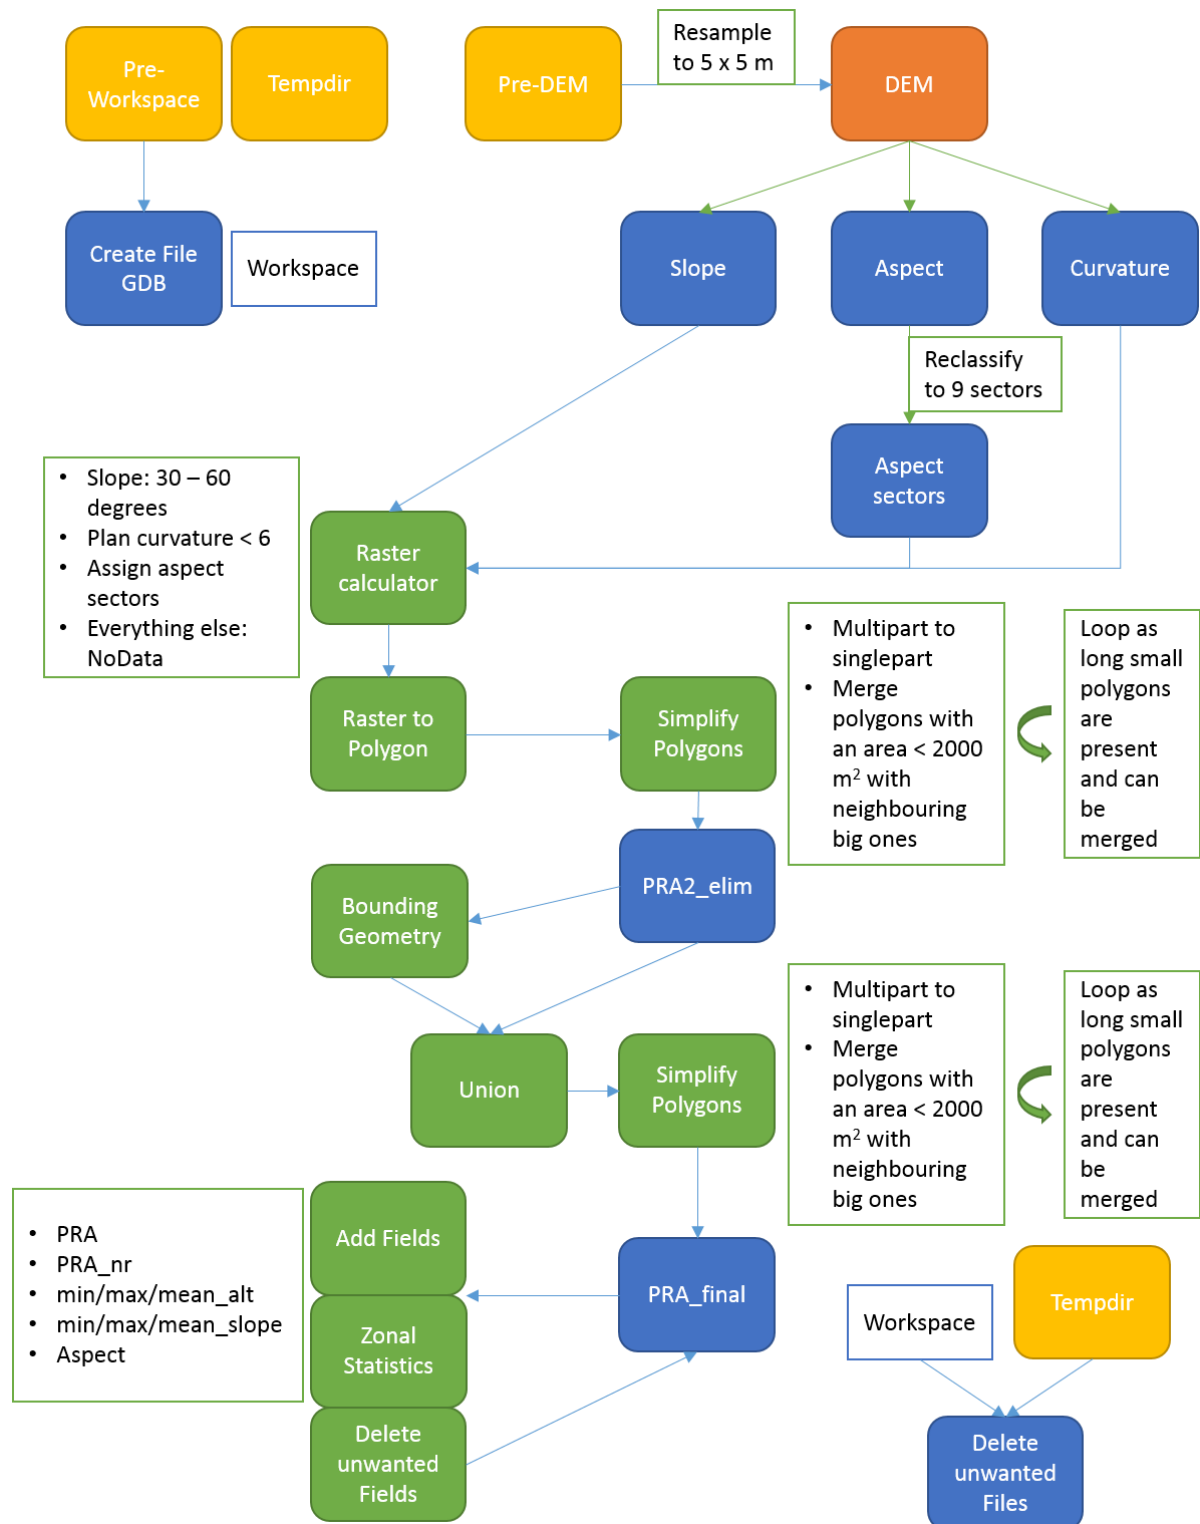 Pre-
Workspace
Tempdir
Pre-DEM
Resample
to 5 x 5 m
DEM
Create File
GDB
Workspace
Slope
Aspect
Curvature
Reclassify
to 9 sectors
Aspect
sectors
• Slope: 30 – 60
degrees
• Plan curvature < 6
• Assign aspect
sectors
• Everything else:
NoData
Raster
calculator
Raster to
Polygon
Simplify
Polygons
• Multipart to
singlepart
• Merge
polygons with
an area < 2000
m² with
neighbouring
big ones
Loop as
long small
polygons
are
present
and can
be
merged
PRA2_elim
Bounding
Geometry
Union
Simplify
Polygons
• Multipart to
singlepart
• Merge
polygons with
an area < 2000
m² with
neighbouring
big ones
Loop as
long small
polygons
are
present
and can
be
merged
• PRA
• PRA_nr
• min/max/mean_alt
• min/max/mean_slope
• Aspect
Add Fields
Zonal
Statistics
Delete
unwanted
Fields
PRA_final
Workspace
Tempdir
Delete
unwanted
Files